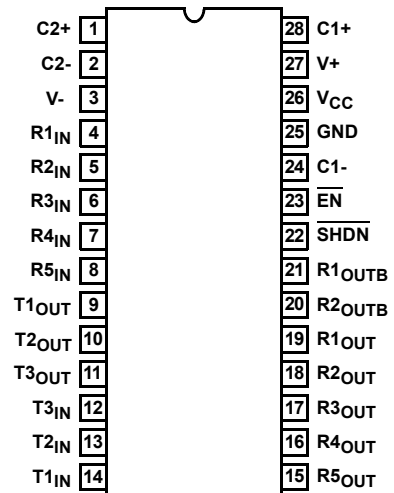 C2+ 1 28 C1+
C2- 2 27 V+
V- 3 26 VCC
R1IN 4 25 GND
R2IN 5 24 C1-
R3IN 6 23 EN
R4IN 7 22 SHDN
R5IN 8 21 R1OUTB
T1OUT 9 20 R2OUTB
T2OUT 10 19 R1OUT
T3OUT 11 18 R2OUT
T3IN 12 17 R3OUT
T2IN 13 16 R4OUT
T1IN 14 15 R5OUT